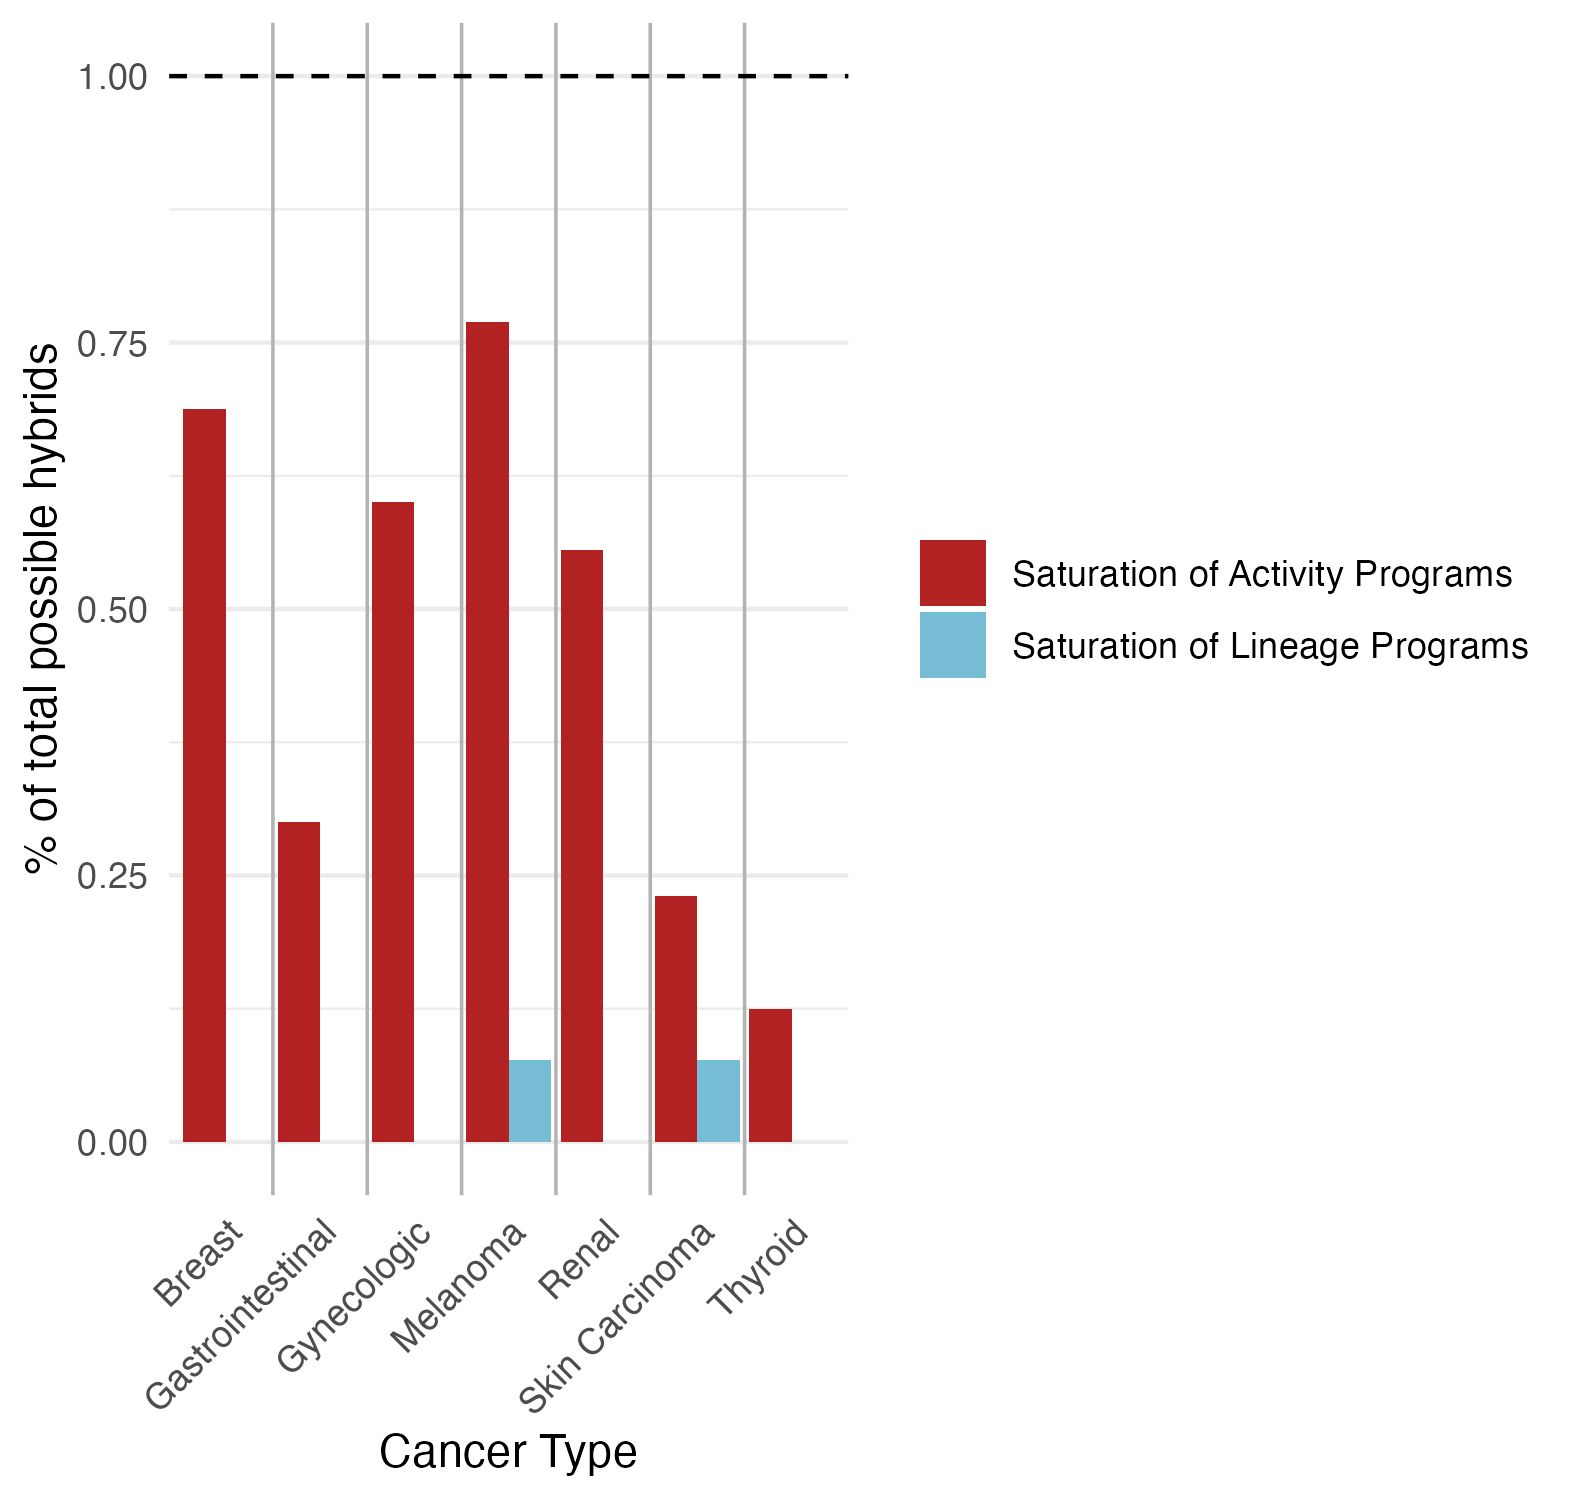 % of total possible hybrids
1.00
0.75
0.50
0.25
0.00
Breast
Gastrointestinal
Gynecologic
Melanoma
Renal
Skin Carcinoma
Thyroid
Cancer Type
Saturation of Activity Programs
Saturation of Lineage Programs